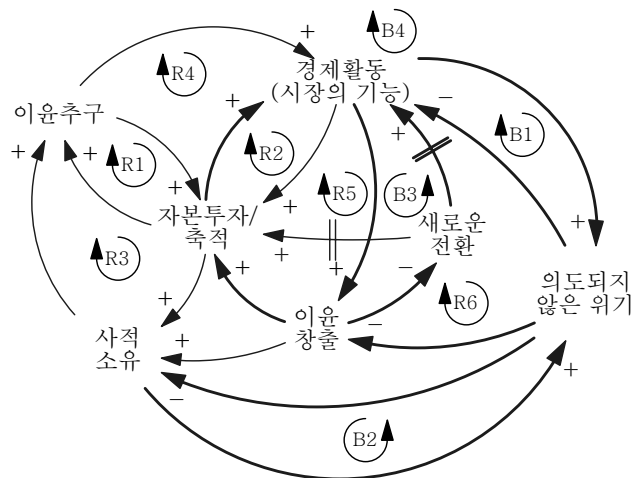 B4
+
R4
경제활동
(시장의 기능)
+
−
이윤추구
+
B1
+
+
R2
R1
+
R5
B3
+
자본투자/
축적
+
새로운
전환
+
R3
+
+
+
−
의도되지
않은 위기
R6
이윤
창출
−
+
사적
소유
+
−
+
B2